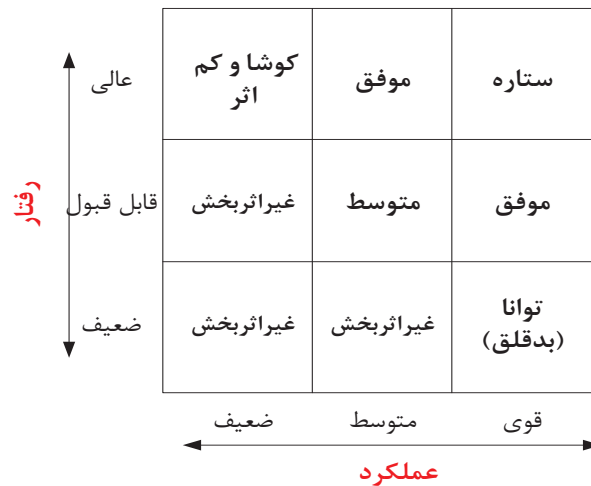 عالی
ستاره
موفق
کوشا و کم
اثر
رفتار
قابل قبول
موفق
متوسط
غیراثربخش
ضعیف
توانا
(بدقلق)
غیراثربخش
غیراثربخش
قوی
متوسط
ضعیف
عملکرد